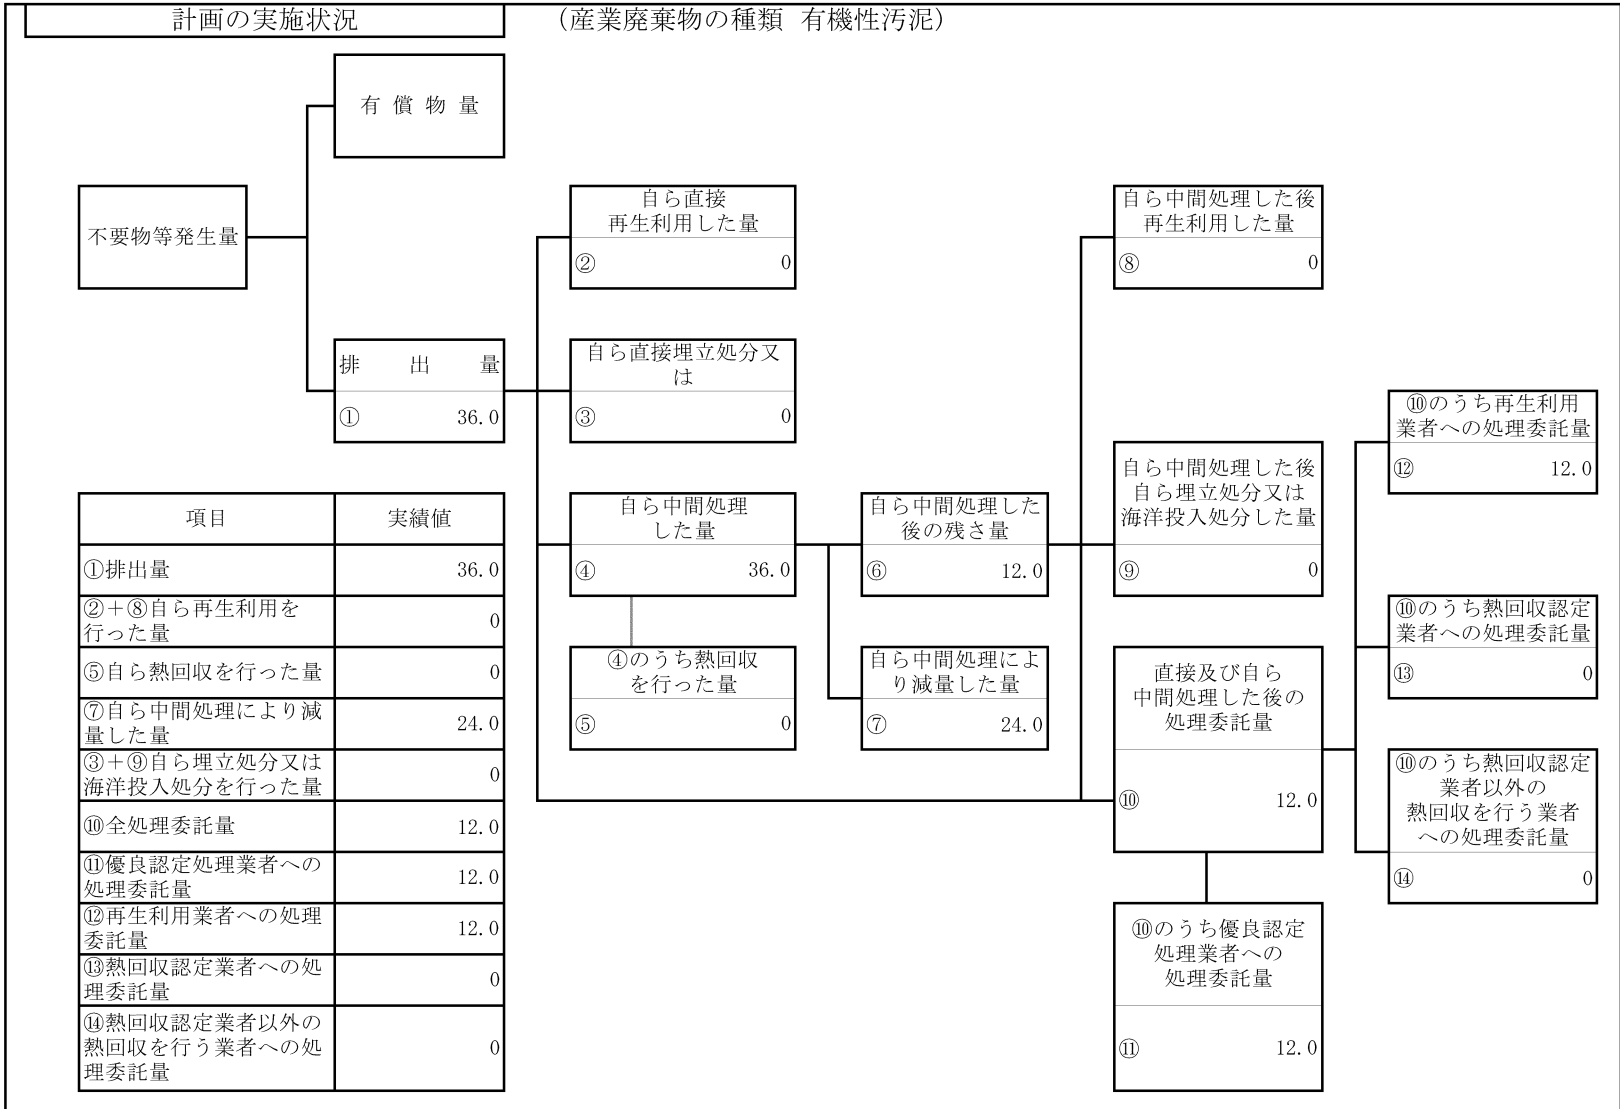 計画の実施状況
(産業廃棄物の種類 有機性汚泥)
有償物量
不要物等発生量
排出量
① 36.0
自ら直接
再生利用した量
② 0
自ら直接埋立処分又
は
③ 0
自ら中間処理
した量
④ 36.0
④のうち熱回収
を行った量
⑤ 0
自ら中間処理した
後の残さ量
⑥ 12.0
自ら中間処理によ
り減量した量
⑦ 24.0
自ら中間処理した後
再生利用した量
⑧ 0
自ら中間処理した後
自ら埋立処分又は
海洋投入処分した量
⑨ 0
直接及び自ら
中間処理した後の
処理委託量
⑩ 12.0
⑩のうち優良認定
処理業者への
処理委託量
⑪ 12.0
⑩のうち再生利用
業者への処理委託量
⑫ 12.0
⑩のうち熱回収認定
業者への処理委託量
⑬ 0
⑩のうち熱回収認定
業者以外の
熱回収を行う業者
への処理委託量
⑭ 0
項目 実績値
①排出量 36.0
②+⑧自ら再生利用を
行った量 0
⑤自ら熱回収を行った量 0
⑦自ら中間処理により減
量した量 24.0
③+⑨自ら埋立処分又は
海洋投入処分を行った量 0
⑩全処理委託量 12.0
⑪優良認定処理業者への
処理委託量 12.0
⑫再生利用業者への処理
委託量 12.0
⑬熱回収認定業者への処
理委託量 0
⑭熱回収認定業者以外の
熱回収を行う業者への処
理委託量 0